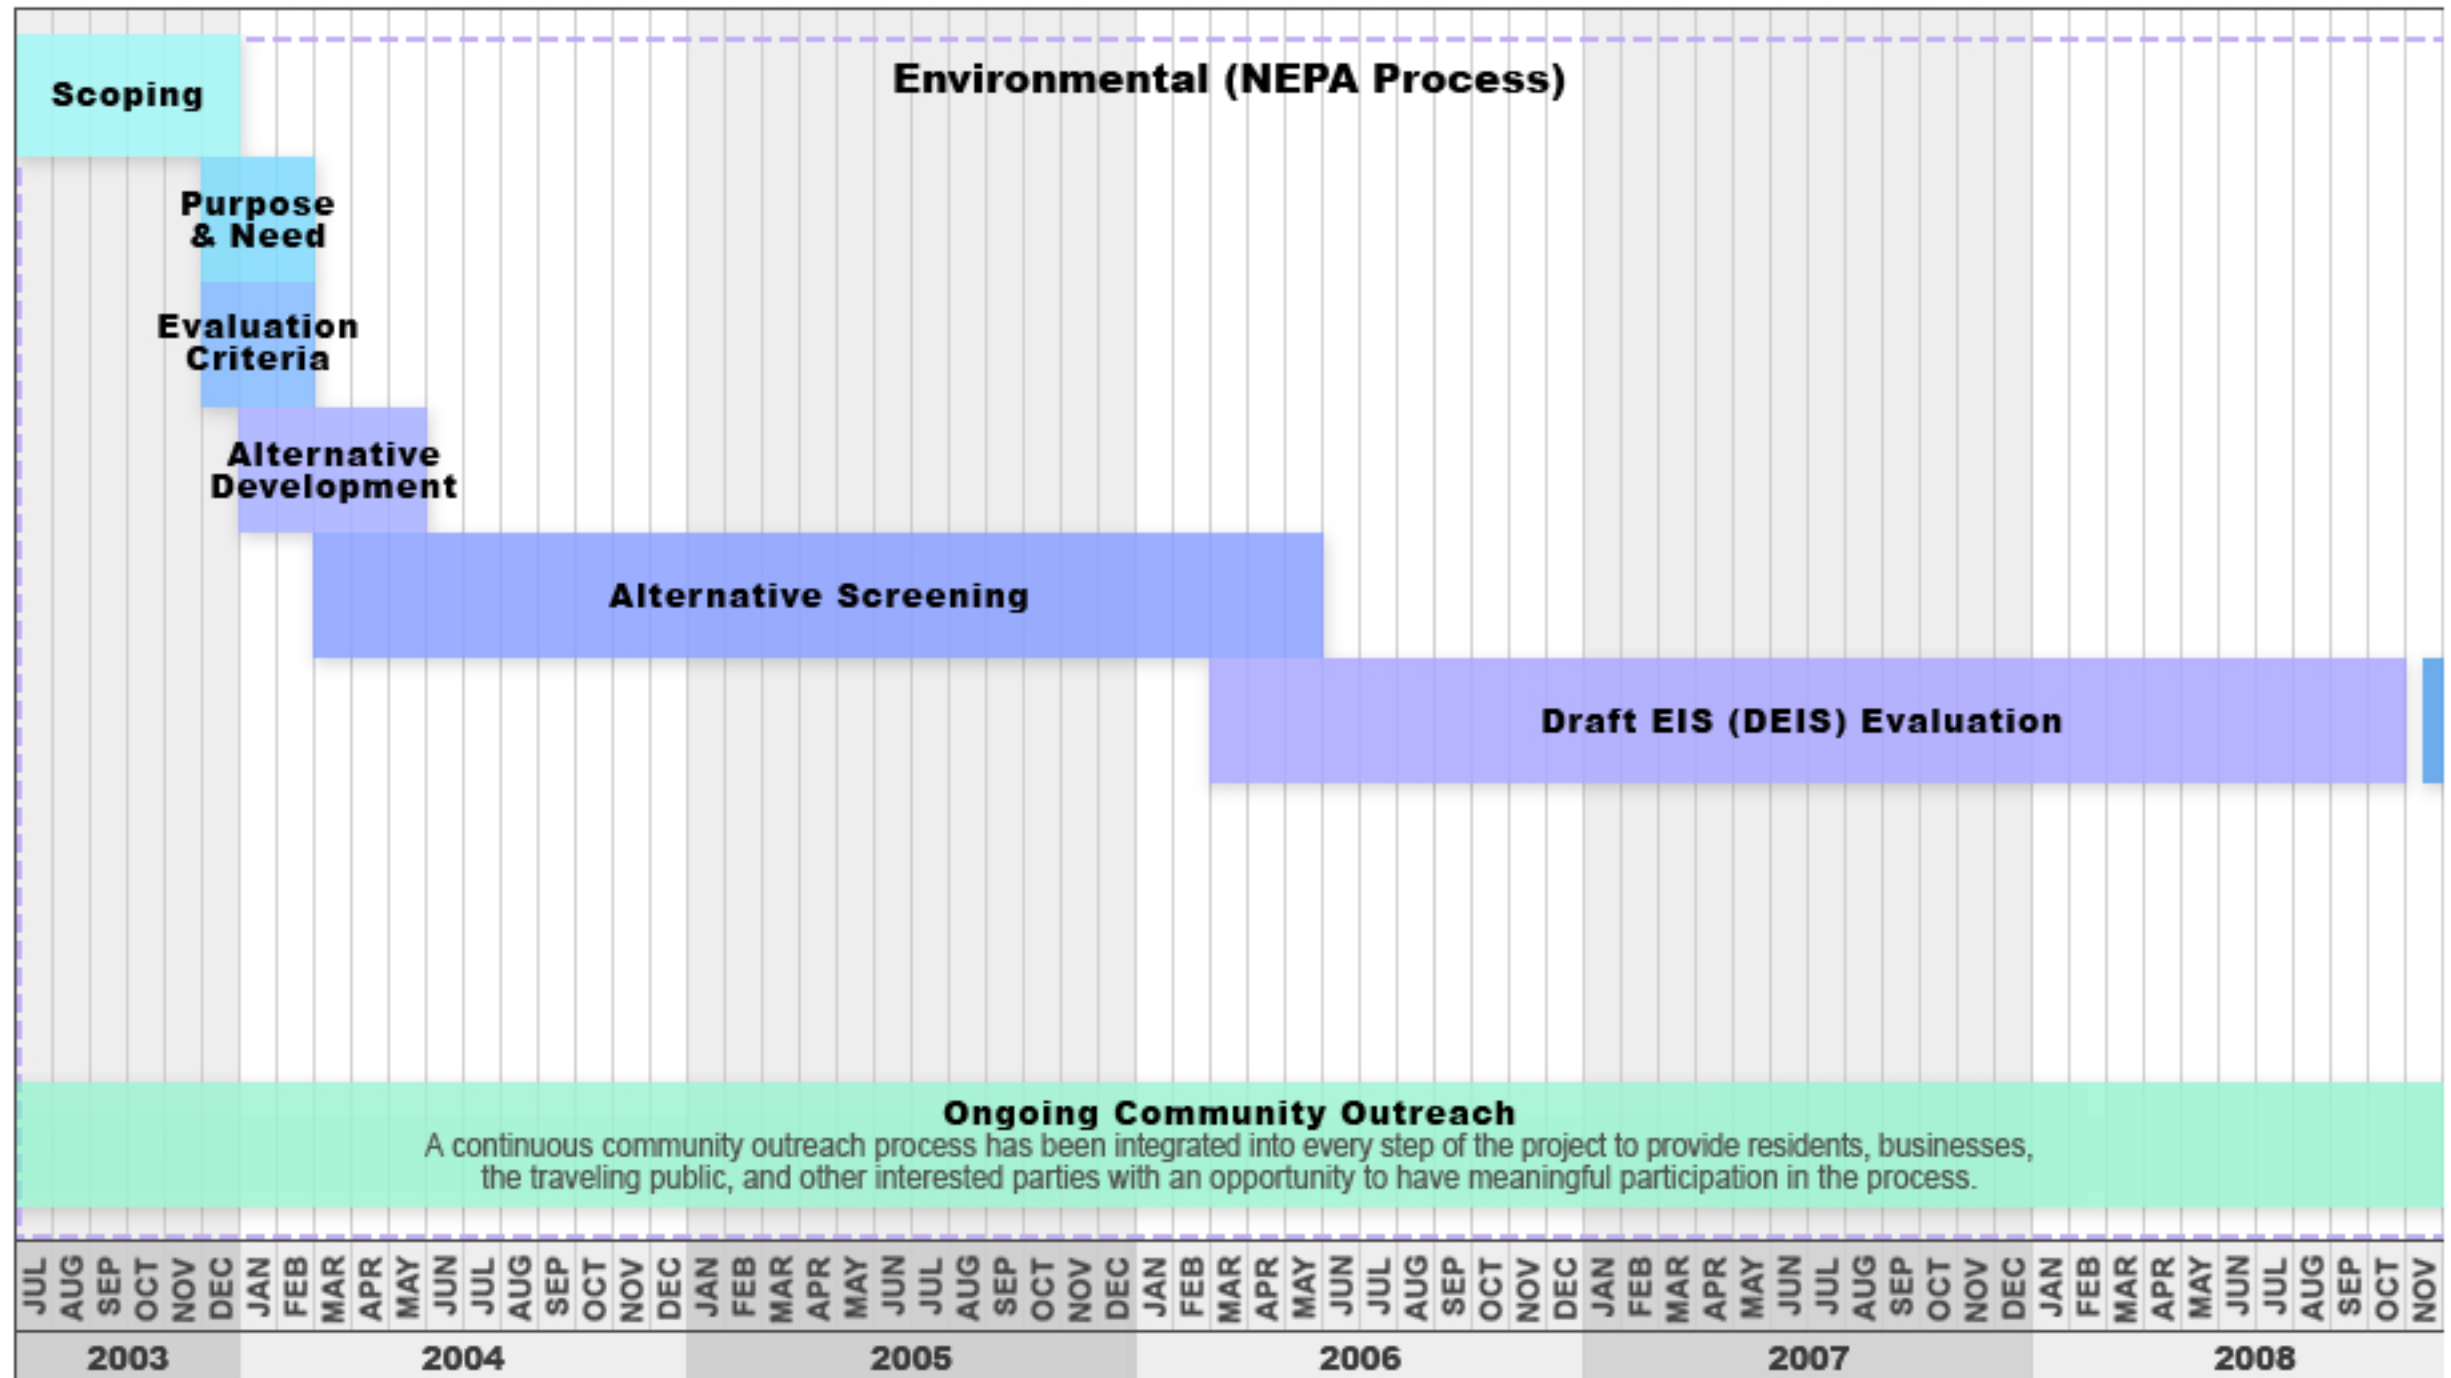 Environmental (NEPA Process)
Scoping
Purpose
& Need
Evaluation
Criteria
Alternative
Development
Alternative Screening
Draft EIS (DEIS) Evaluation
Ongoing Community Outreach
A continuous community outreach process has been integrated into every step of the project to provide residents, businesses,
the traveling public, and other interested parties with an opportunity to have meaningful participation in the process.
JUL AUG SEP OCT NOV DEC JAN FEB MAR APR MAY JUN JUL AUG SEP OCT NOV DEC JAN FEB MAR APR MAY JUN JUL AUG SEP OCT NOV DEC JAN FEB MAR APR MAY JUN JUL AUG SEP OCT NOV DEC JAN FEB MAR APR MAY JUN JUL AUG SEP OCT NOV DEC JAN FEB MAR APR MAY JUN JUL AUG SEP OCT NOV
2003 2004 2005 2006 2007 2008